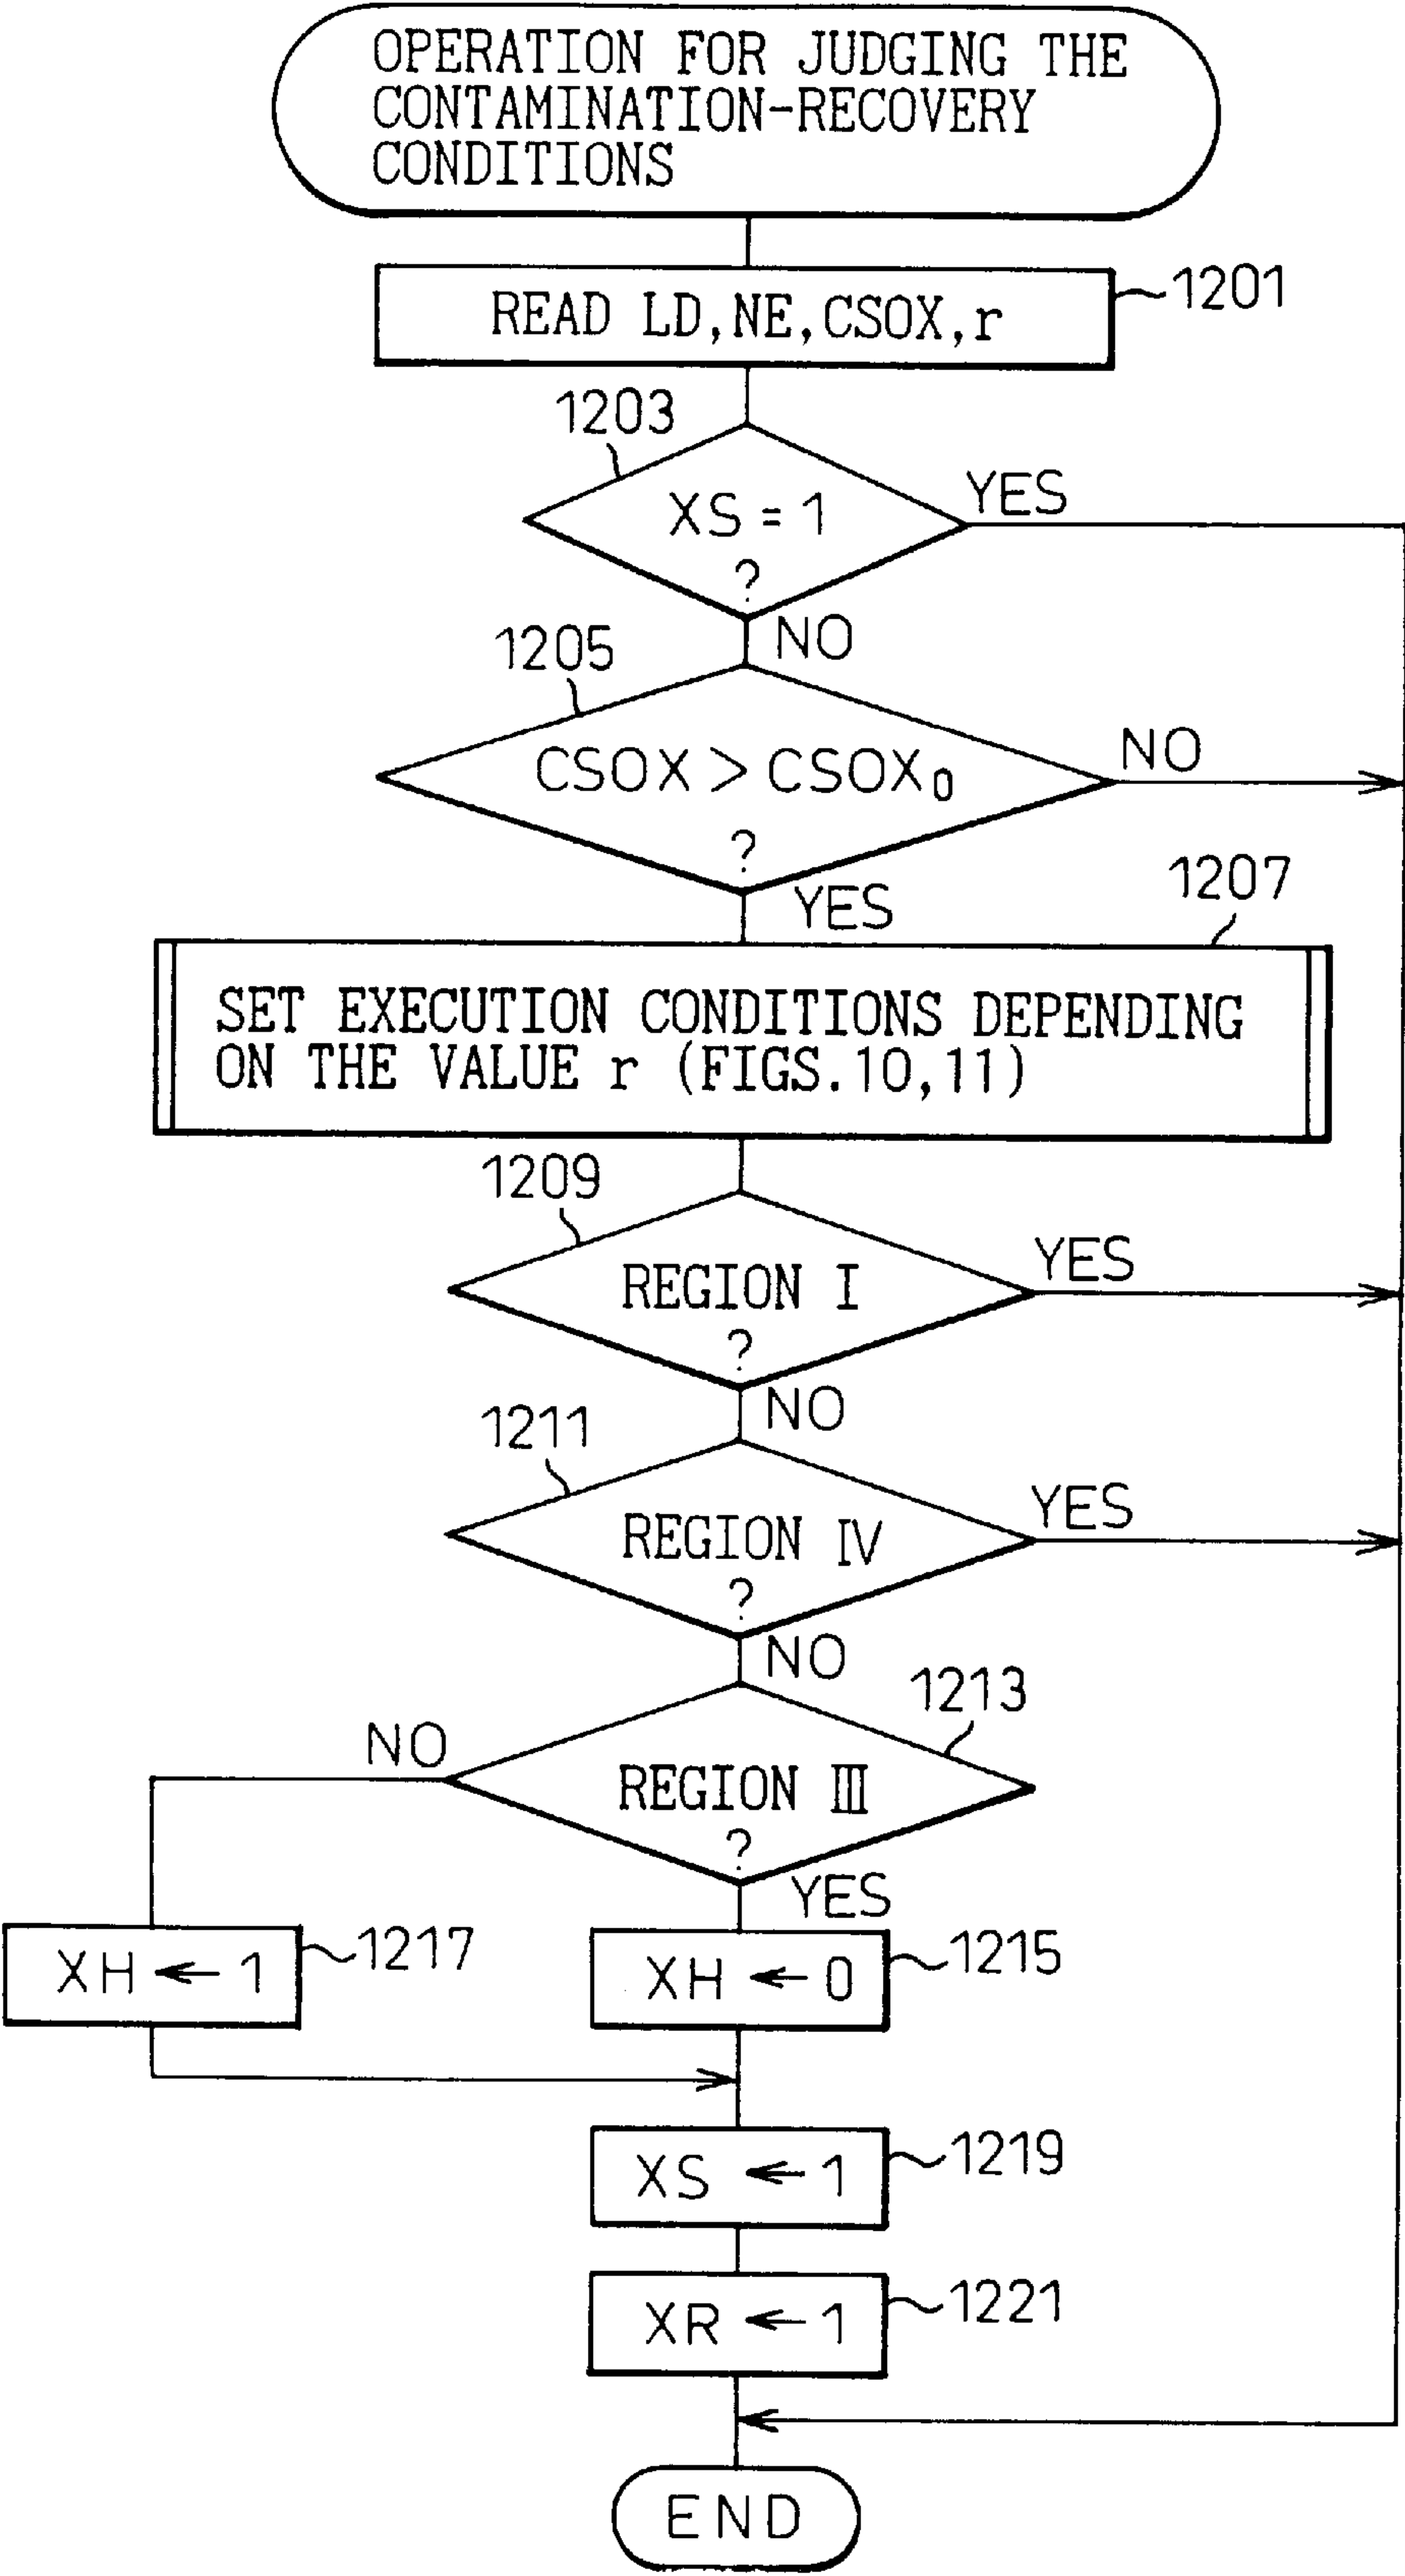 OPERATION FOR JUDGING THE
CONTAMINATION-RECOVERY
CONDITIONS
READ LD,NE,CSOX,r
1201
1203
XS = 1
?
YES
NO
1205
CSOX > CSOX₀
?
NO
YES
1207
SET EXECUTION CONDITIONS DEPENDING
ON THE VALUE r (FIGS.10,11)
1209
REGION I
?
YES
NO
1211
REGION IV
?
YES
NO
1213
REGION III
?
NO
YES
XH ← 1
1217
XH ← 0
1215
XS ← 1
1219
XR ← 1
1221
END